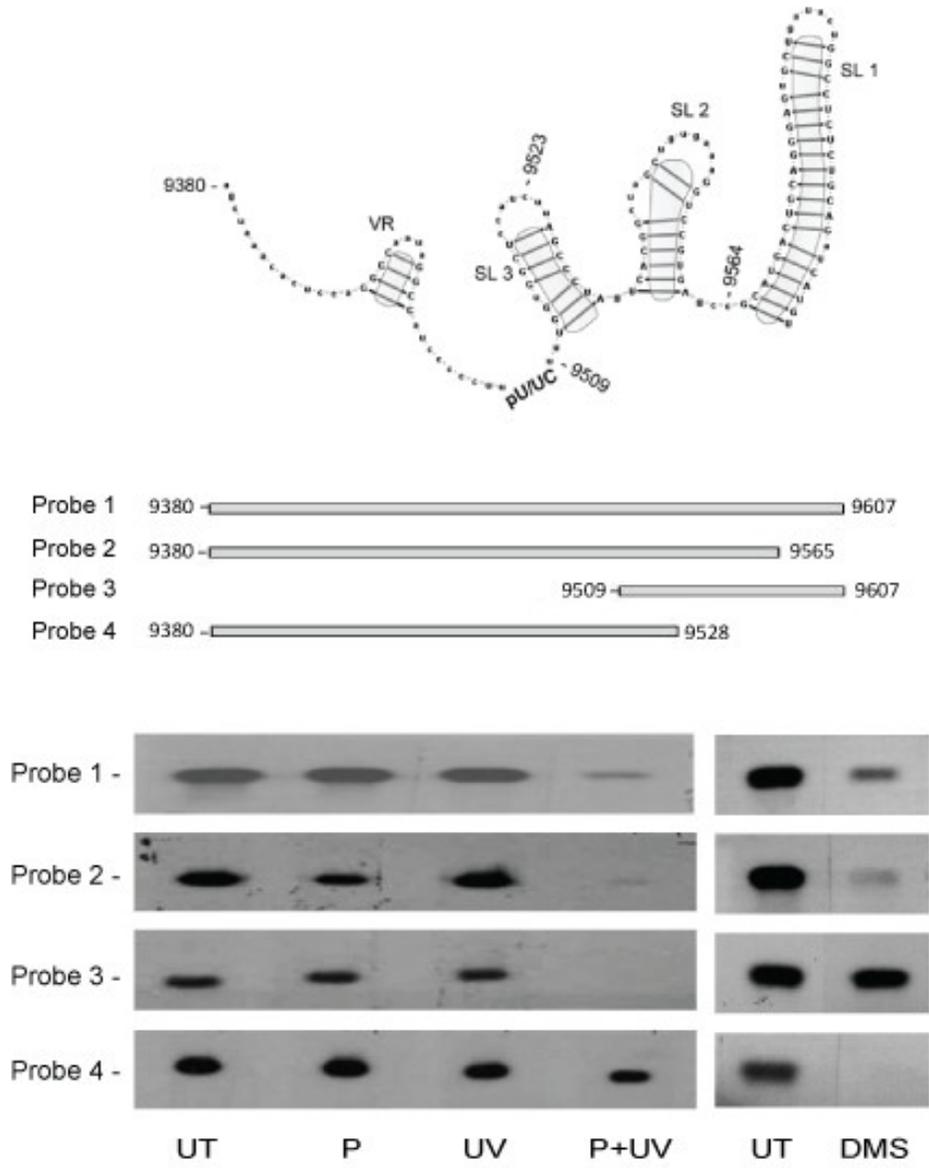 SL 1
SL 2
9523
9380
VR
SL 3
9564
9509
pU/UC
Probe 1 9380 9607
Probe 2 9380 9565
Probe 3 9509 9607
Probe 4 9380 9528
Probe 1 -
Probe 2 -
Probe 3 -
Probe 4 -
UT P UV P+UV UT DMS